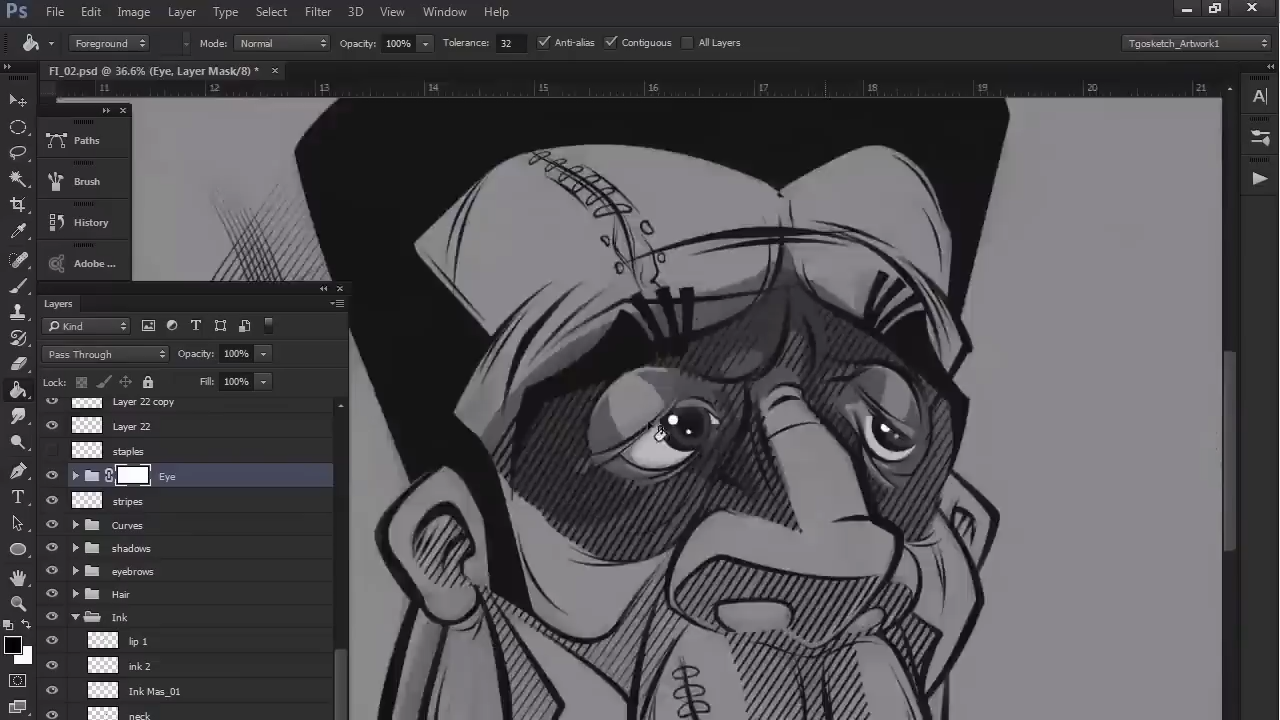 Ps File Edit Image Layer Type Select Filter 3D View Window Help
Foreground Mode: Normal Opacity: 100% Tolerance: 32 Anti-alias Contiguous All Layers Tgosketch_Artwork1
FI_02.psd @ 36.6% (Eye, Layer Mask/8) * ×
11 12 13 14 15 16 17 18 19 20 21
Paths
Brush
History
Adobe ...
Layers
Kind
Pass Through Opacity: 100%
Lock: Fill: 100%
Layer 22 copy
Layer 22
staples
Eye
stripes
Curves
shadows
eyebrows
Hair
Ink
lip 1
ink 2
Ink Mas_01
neck